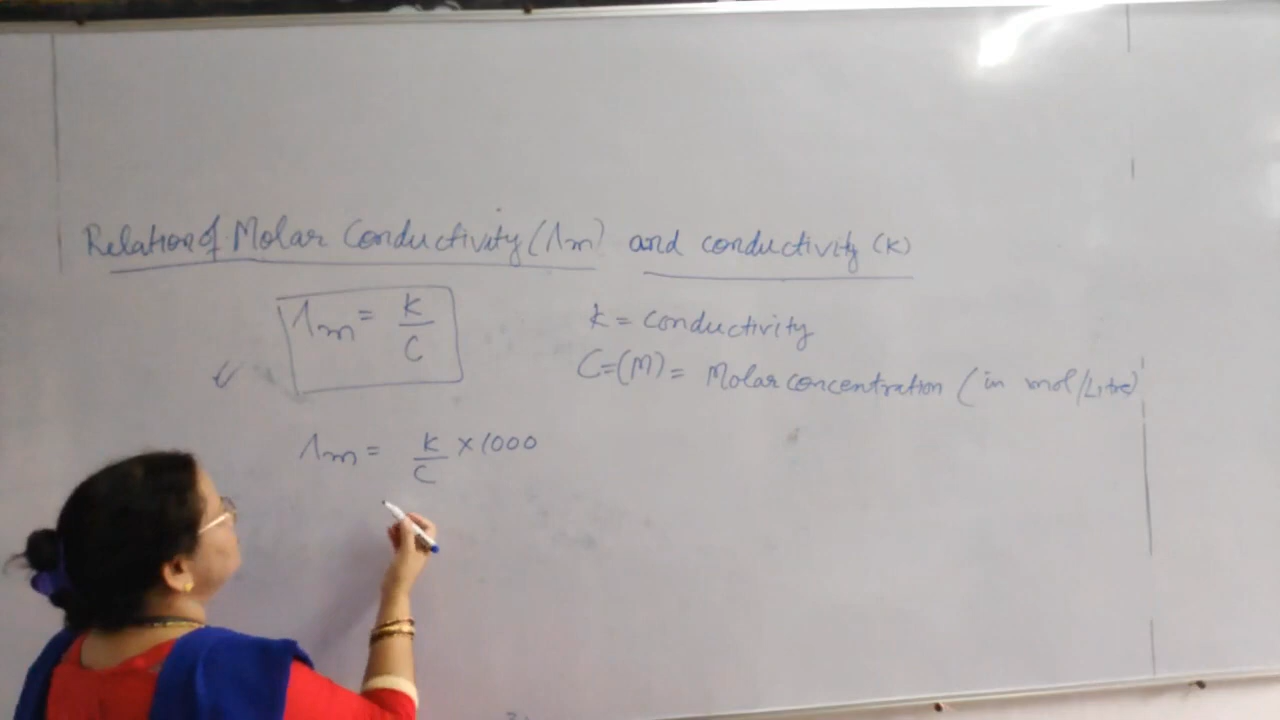 Relation of Molar Conductivity (Λm) and conductivity (K)
Λm = K/C
K = Conductivity
C=(M) = Molar concentration (in mol/Litre)
Λm = K/C × 1000